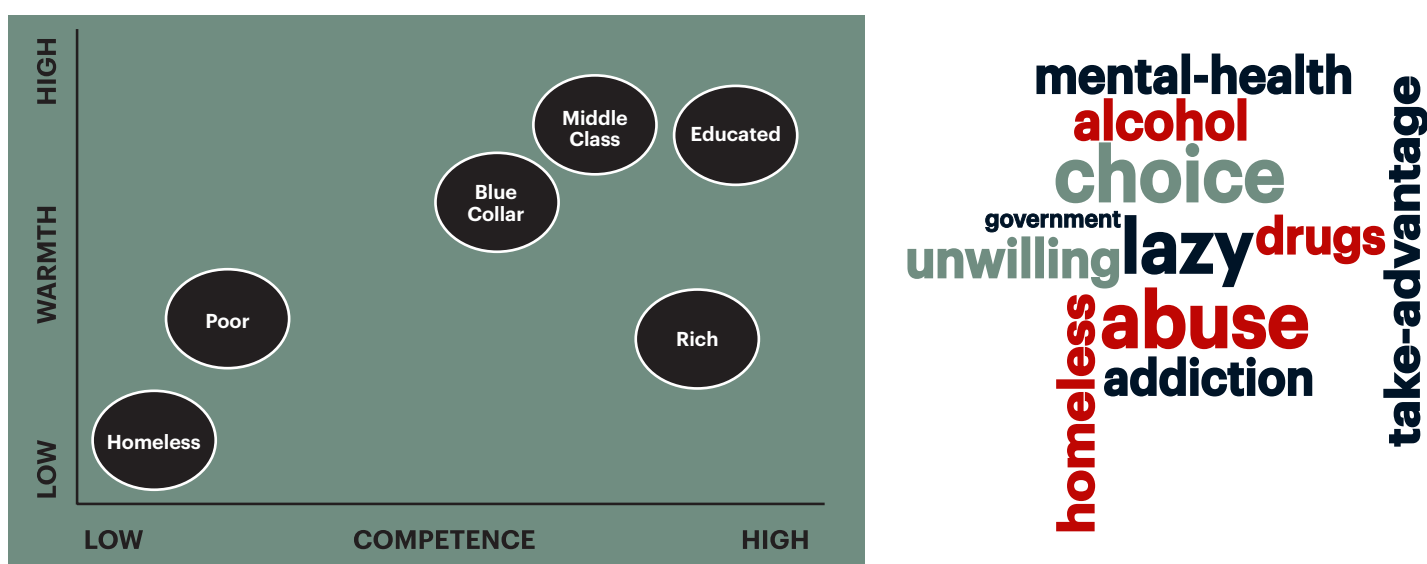 HIGH
WARMTH
LOW
Middle
Class
Educated
Blue
Collar
Poor
Rich
Homeless
LOW COMPETENCE HIGH
mental-health
alcohol
choice
government
lazy
drugs
unwilling
take-advantage
homeless
abuse
addiction